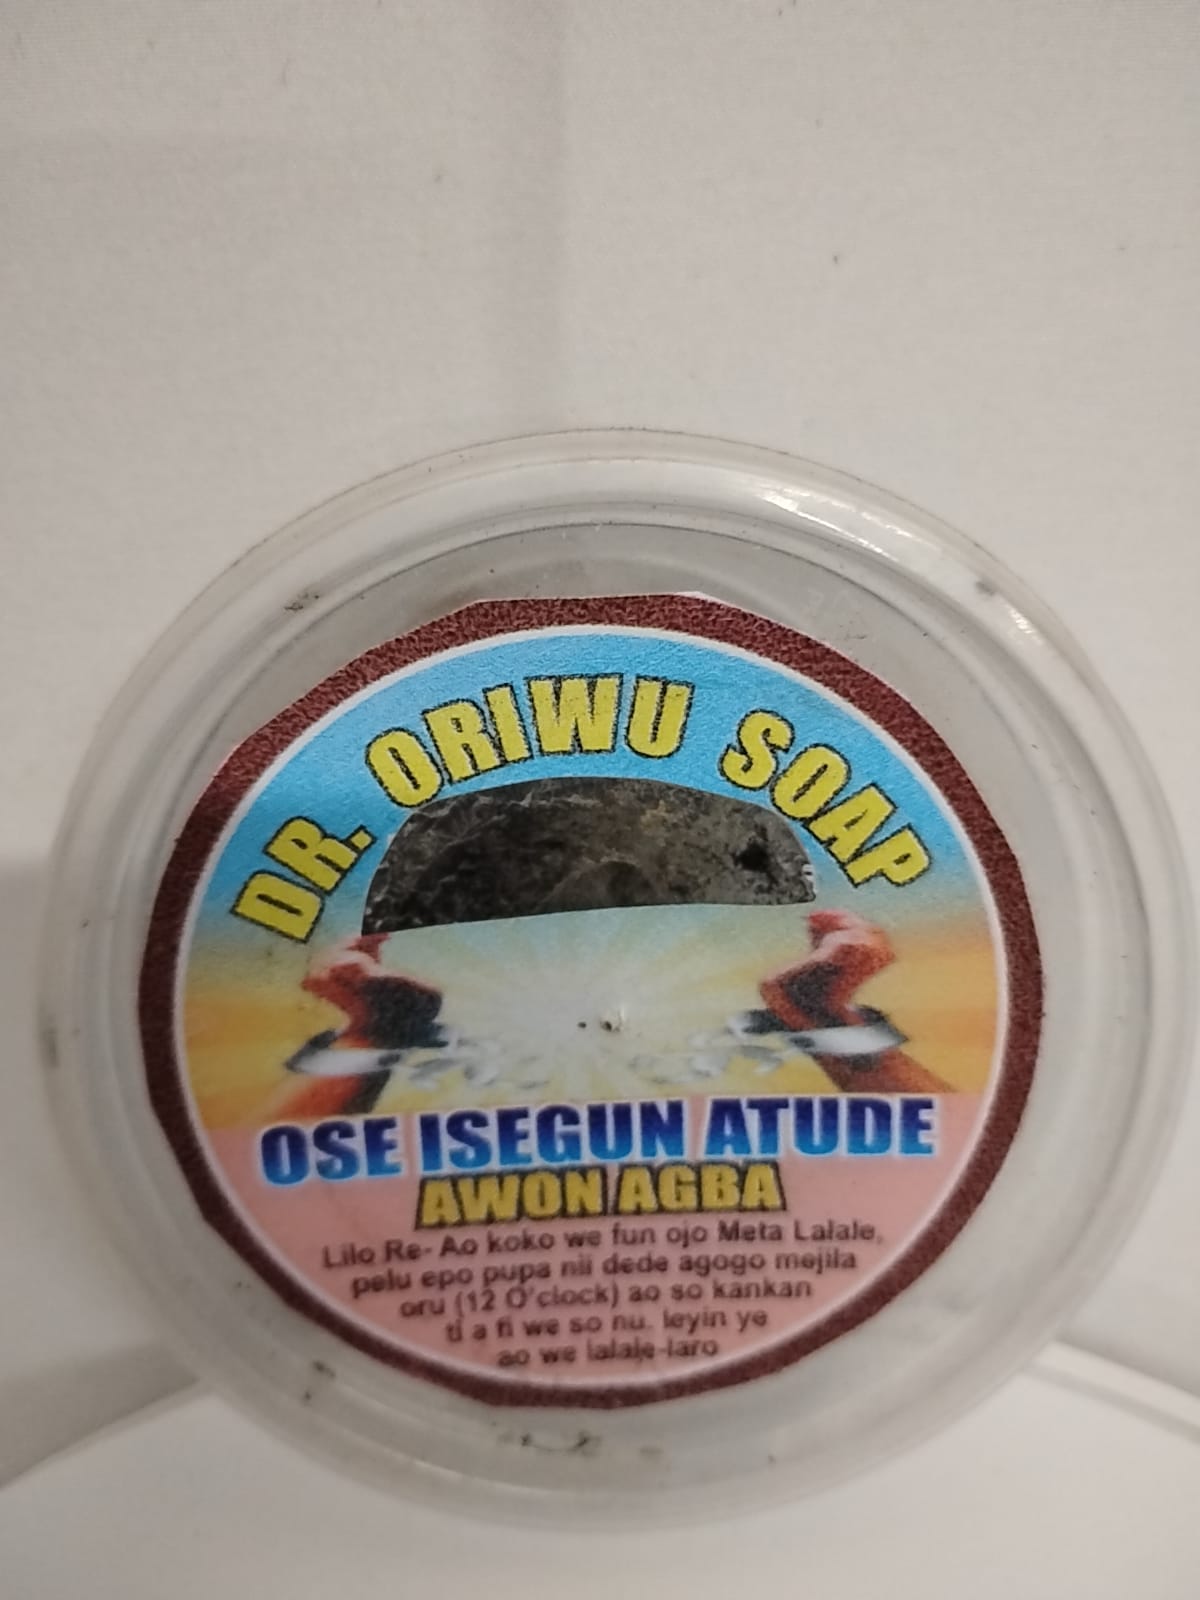 DR. ORIWU SOAP
OSE ISEGUN ATUDE
AWON AGBA
Lilo Re- Ao koko we fun ojo Meta Lalale,
pelu epo pupa nii dede agogo mejila
oru (12 O'clock) ao so kankan
ti a fi we so nu. leyin ye
ao we lalale-laro